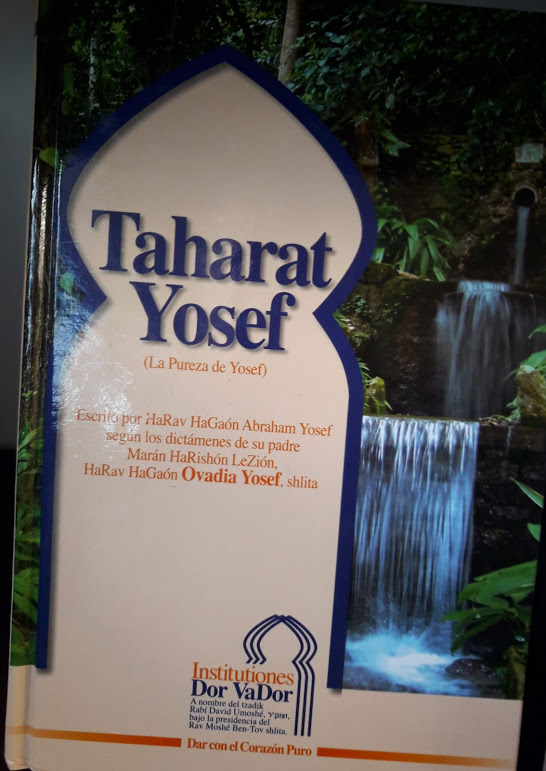 Taharat
Yosef
(La Pureza de Yosef)
Escrito por HaRav HaGaón Abraham Yosef
según los dictámenes de su padre
Marán HaRishón LeZión,
HaRav HaGaón Ovadia Yosef, shlita
Institutiones
Dor VaDor
A nombre del tzadik
Rabí David Umoshé,
bajo la presidencia del
Rav Moshé Ben-Tov shlita.
Dar con el Corazón Puro